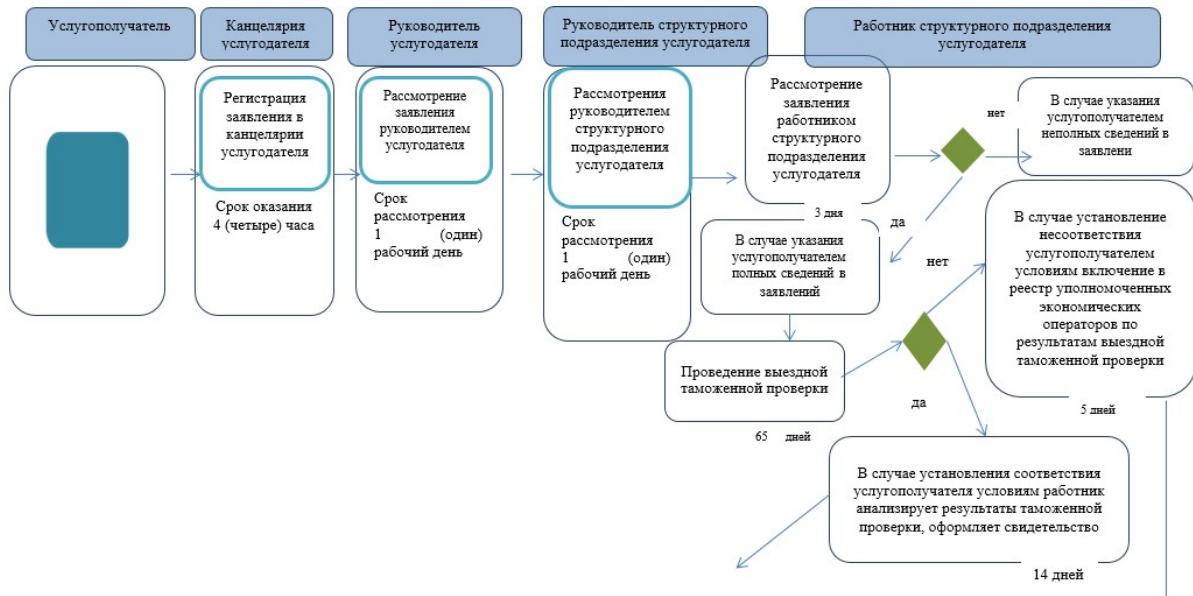 Услугополучатель
Канцелярия
услугодателя
Руководитель
услугодателя
Руководитель структурного
подразделения услугодателя
Работник структурного подразделения
услугодателя
Регистрация
заявления в
канцелярии
услугодателя
Срок оказания
4 (четыре) часа
Рассмотрение
заявления
руководителем
услугодателя
Срок
рассмотрения
1 (один)
рабочий день
Рассмотрения
руководителем
структурного
подразделения
услугодателя
Срок
рассмотрения
1 (один)
рабочий день
Рассмотрение
заявления
работником
структурного
подразделения
услугодателя
3 дня
нет
В случае указания
услугополучателем
неполных сведений в
заявлени
да
В случае указания
услугополучателем
полных сведений в
заявлений
нет
В случае установление
несоответствия
услугополучателем
условиям включение в
реестр уполномоченных
экономических
операторов по
результатам выездной
таможенной проверки
5 дней
Проведение выездной
таможенной проверки
65 дней
да
В случае установления соответствия
услугополучателя условиям работник
анализирует результаты таможенной
проверки, оформляет свидетельство
14 дней